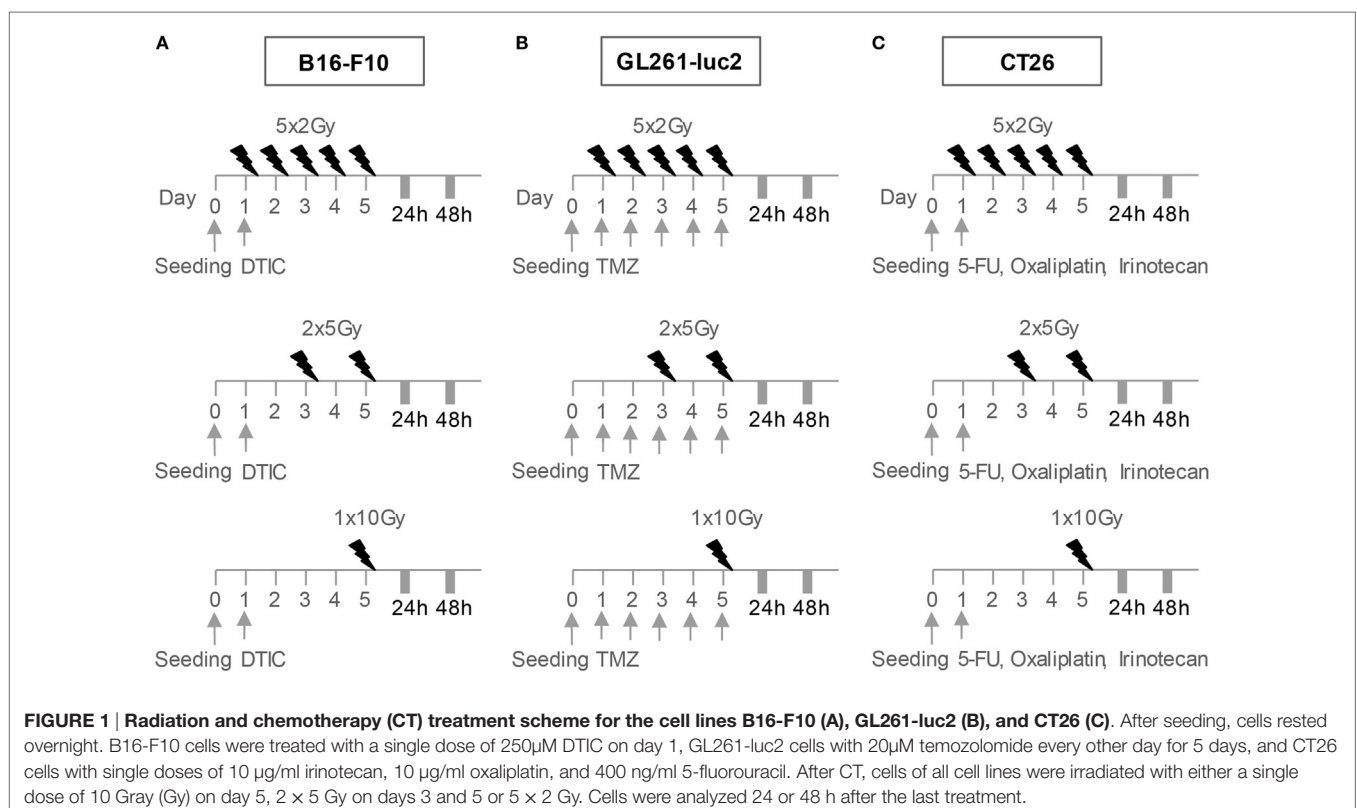 A B C
B16-F10 GL261-luc2 CT26
5x2Gy 5x2Gy 5x2Gy
Day 0 1 2 3 4 5 Day 0 1 2 3 4 5 0 1 2 3 4 5
24h 48h 24h 48h 24h 48h
Seeding DTIC Seeding TMZ Seeding 5-FU, Oxaliplatin, Irinotecan
2x5Gy 2x5Gy 2x5Gy
0 1 2 3 4 5 0 1 2 3 4 5 0 1 2 3 4 5
24h 48h 24h 48h 24h 48h
Seeding DTIC Seeding TMZ Seeding 5-FU, Oxaliplatin, Irinotecan
1x10Gy 1x10Gy 1x10Gy
0 1 2 3 4 5 0 1 2 3 4 5 0 1 2 3 4 5
24h 48h 24h 48h 24h 48h
Seeding DTIC Seeding TMZ Seeding 5-FU, Oxaliplatin, Irinotecan
FIGURE 1 | Radiation and chemotherapy (CT) treatment scheme for the cell lines B16-F10 (A), GL261-luc2 (B), and CT26 (C). After seeding, cells rested
overnight. B16-F10 cells were treated with a single dose of 250µM DTIC on day 1, GL261-luc2 cells with 20µM temozolomide every other day for 5 days, and CT26
cells with single doses of 10 µg/ml irinotecan, 10 µg/ml oxaliplatin, and 400 ng/ml 5-fluorouracil. After CT, cells of all cell lines were irradiated with either a single
dose of 10 Gray (Gy) on day 5, 2 × 5 Gy on days 3 and 5 or 5 × 2 Gy. Cells were analyzed 24 or 48 h after the last treatment.